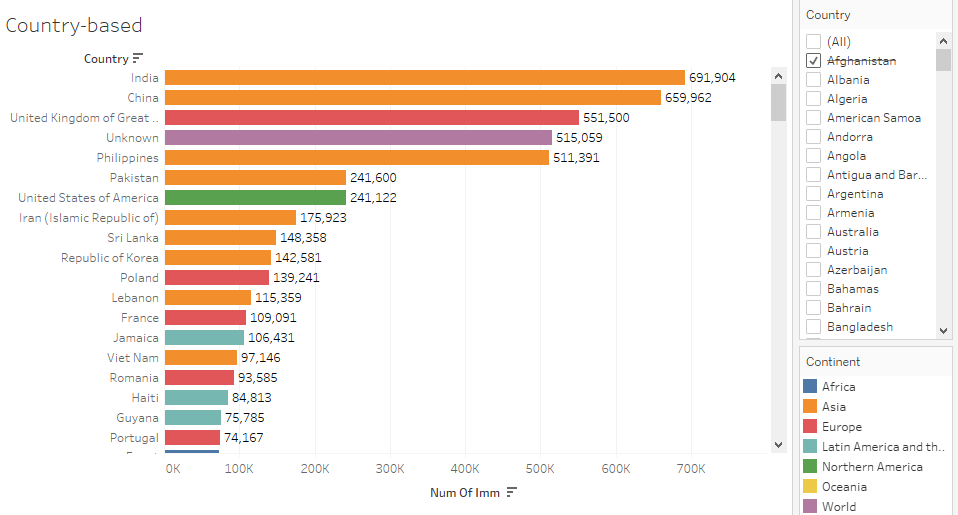 Country-based
Country
India 691,904
China 659,962
United Kingdom of Great .. 551,500
Unknown 515,059
Philippines 511,391
Pakistan 241,600
United States of America 241,122
Iran (Islamic Republic of) 175,923
Sri Lanka 148,358
Republic of Korea 142,581
Poland 139,241
Lebanon 115,359
France 109,091
Jamaica 106,431
Viet Nam 97,146
Romania 93,585
Haiti 84,813
Guyana 75,785
Portugal 74,167
0K 100K 200K 300K 400K 500K 600K 700K
Num Of Imm
Country
(All)
Afghanistan
Albania
Algeria
American Samoa
Andorra
Angola
Antigua and Bar...
Argentina
Armenia
Australia
Austria
Azerbaijan
Bahamas
Bahrain
Bangladesh
Continent
Africa
Asia
Europe
Latin America and th..
Northern America
Oceania
World